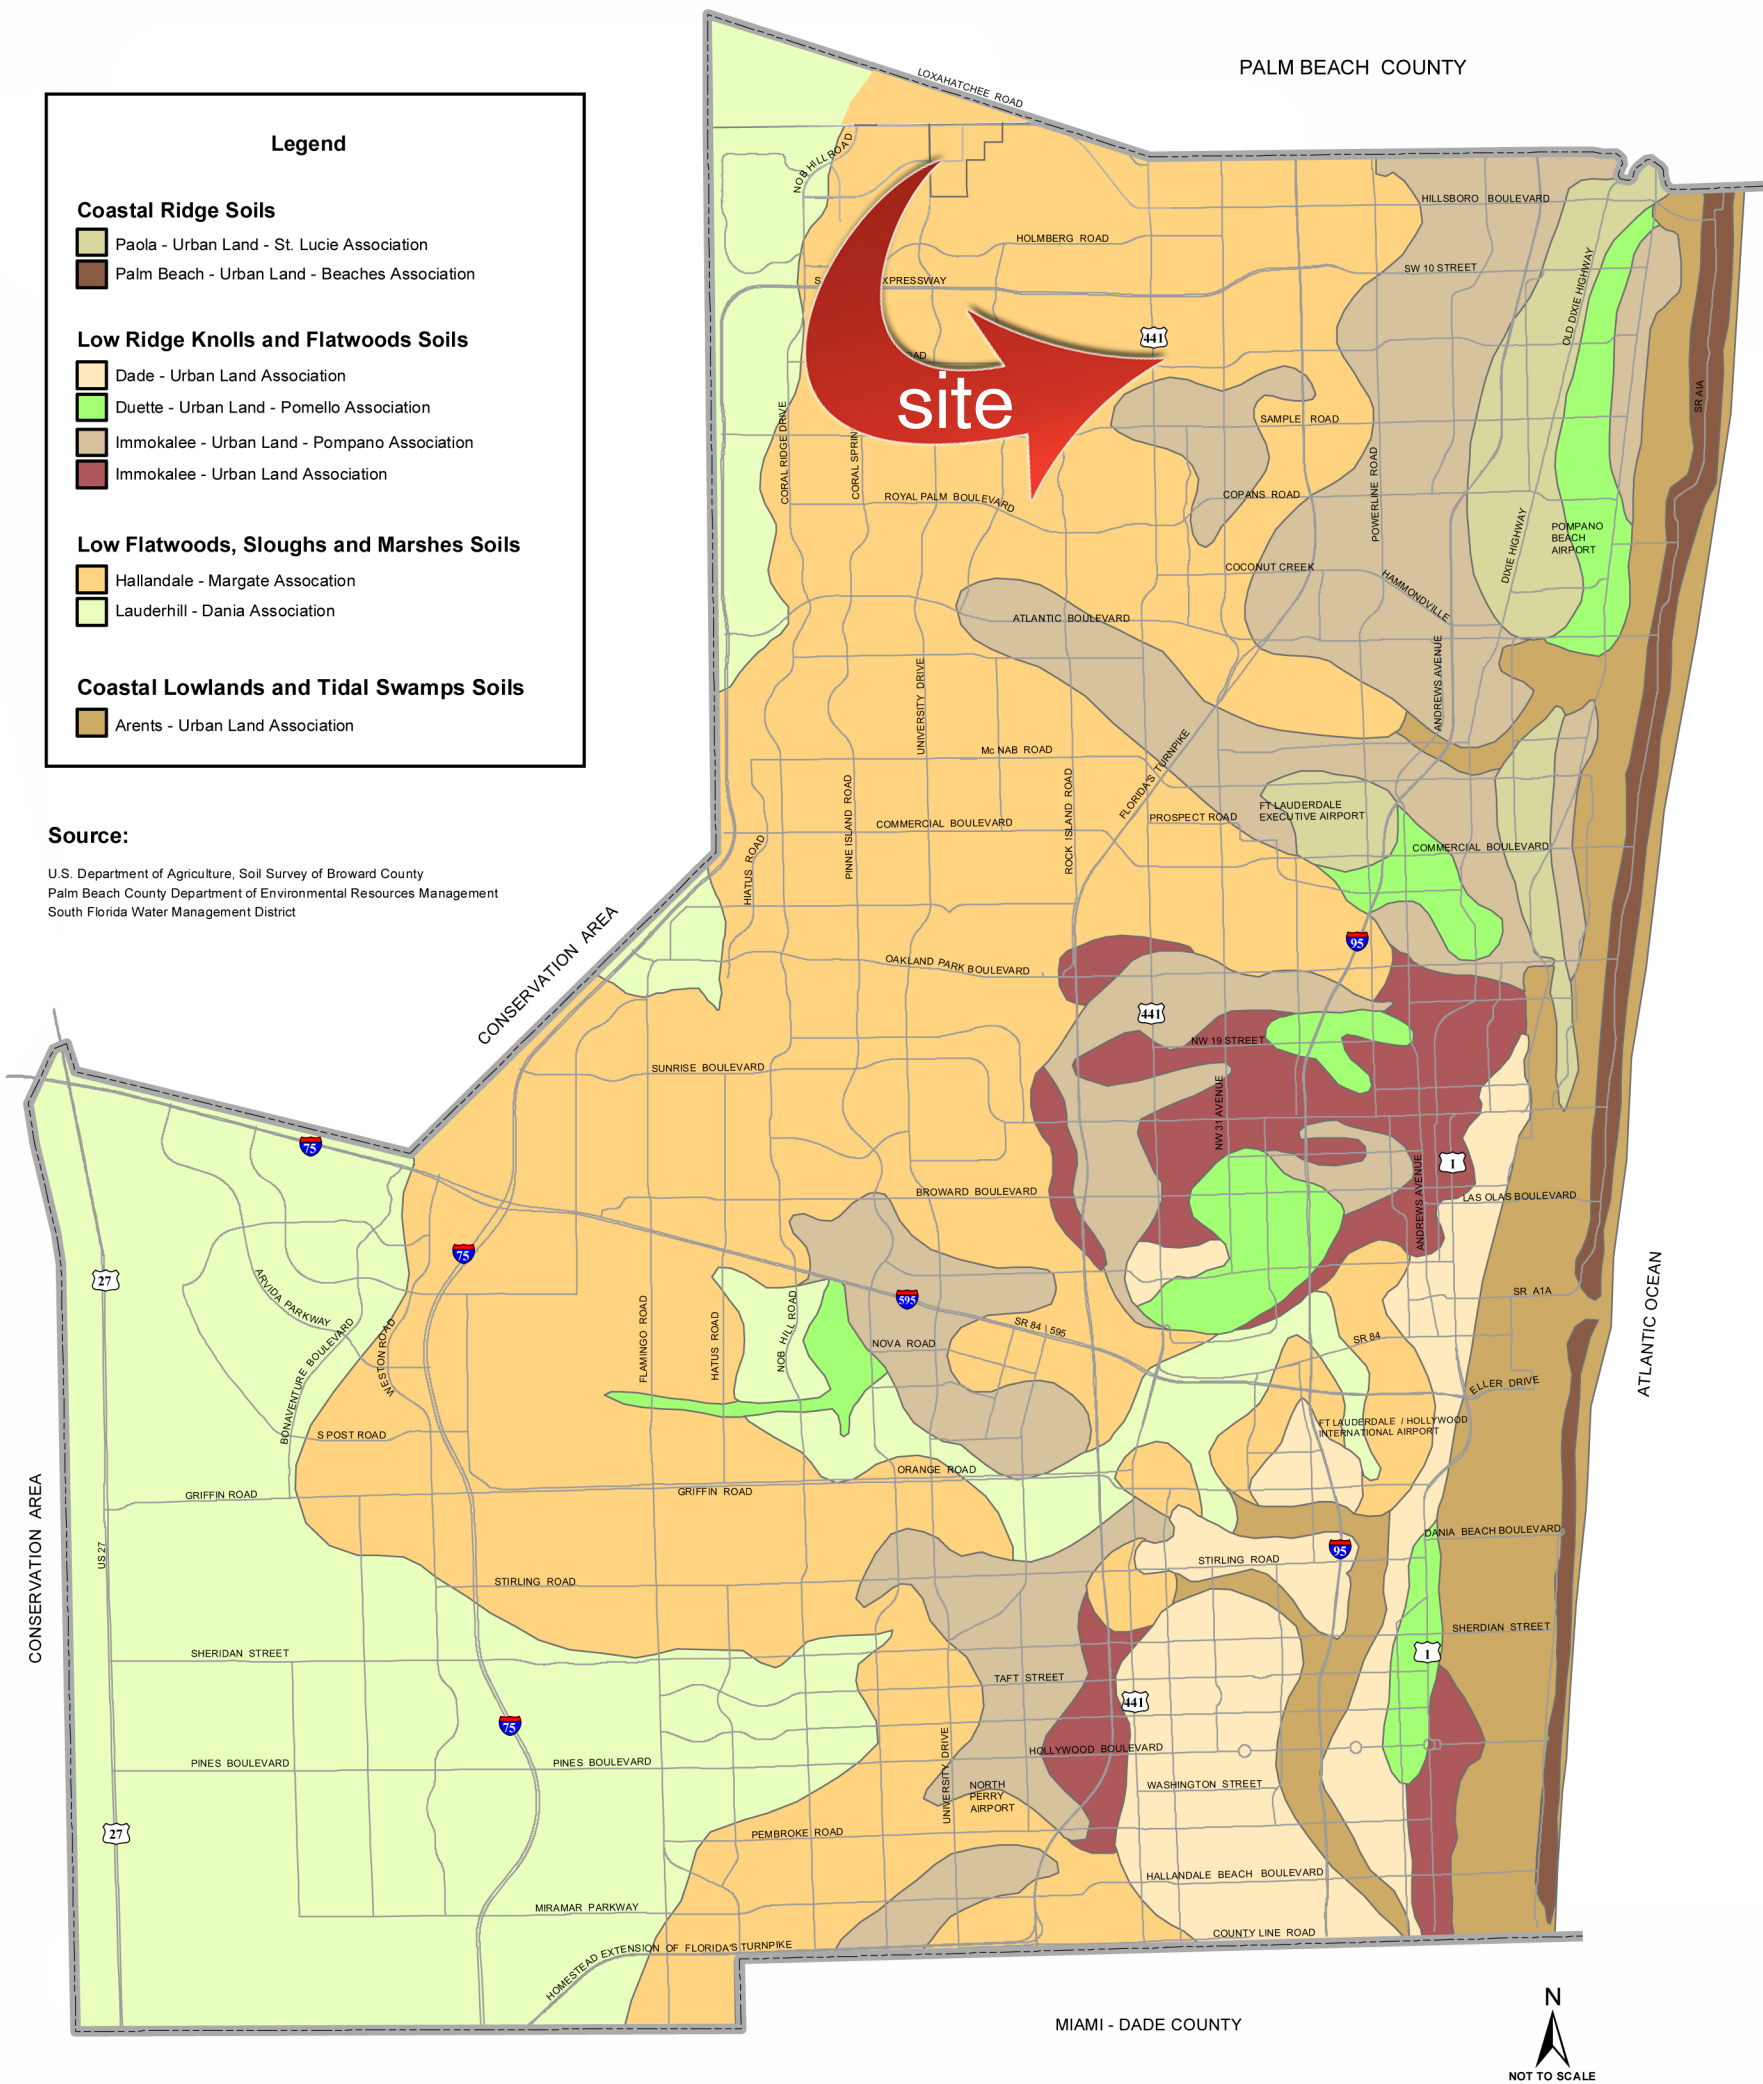 PALM BEACH  COUNTY
LOXAHATCHEE  ROAD
Legend
Coastal Ridge Soils
Paola - Urban Land - St. Lucie Association
Palm Beach - Urban Land - Beaches Association
Low Ridge Knolls and Flatwoods Soils
Dade - Urban Land Association
Duette - Urban Land - Pomello Association
Immokalee - Urban Land - Pompano Association
Immokalee - Urban Land Association
Low Flatwoods, Sloughs and Marshes Soils
Hallandale - Margate Assocation
Lauderhill - Dania Association
Coastal Lowlands and Tidal Swamps Soils
Arents - Urban Land Association
Source:
U.S. Department of Agriculture, Soil Survey of Broward County
Palm Beach County Department of Environmental Resources Management
South Florida Water Management District
NOB HILL ROAD
HILLSBORO  BOULEVARD
HOLMBERG  ROAD
SW 10 STREET
S
XPRESSWAY
OLD DIXIE HIGHWAY
441
OAD
site
SR A1A
CORAL RIDGE DRIVE
CORAL SPRIN
SAMPLE  ROAD
POWERLINE  ROAD
ROYAL PALM  BOULEVARD
COPANS  ROAD
DIXIE HIGHWAY
POMPANO
BEACH
AIRPORT
COCONUT CREEK
HAMMONDVILLE
ATLANTIC  BOULEVARD
ANDREWS AVENUE
UNIVERSITY  DRIVE
Mc NAB  ROAD
FLORIDA'S TURNPIKE
PINNE ISLAND  ROAD
ROCK  ISLAND  ROAD
FT LAUDERDALE
EXECUTIVE AIRPORT
PROSPECT ROAD
COMMERCIAL  BOULEVARD
HIATUS  ROAD
COMMERCIAL  BOULEVARD
CONSERVATION  AREA
95
OAKLAND  PARK BOULEVARD
441
NW 19 STREET
SUNRISE  BOULEVARD
NW 31 AVENUE
75
1
ANDREWS AVENUE
BROWARD  BOULEVARD
LAS OLAS BOULEVARD
75
27
ARVIDA  PARKWAY
595
SR  A1A
ATLANTIC OCEAN
BONAVENTURE  BOULEVARD
WESTON ROAD
FLAMINGO  ROAD
HATUS  ROAD
NOB  HILL ROAD
NOVA  ROAD
SR 84 | 595
SR 84
ELLER  DRIVE
FT LAUDERDALE  / HOLLYWOOD
INTERNATIONAL AIRPORT
S POST ROAD
ORANGE  ROAD
GRIFFIN ROAD
GRIFFIN  ROAD
CONSERVATION  AREA
US 27
DANIA  BEACH BOULEVARD
95
STIRLING  ROAD
STIRLING  ROAD
SHERDIAN  STREET
SHERIDAN  STREET
1
TAFT  STREET
441
75
HOLLYWOOD  BOULEVARD
PINES  BOULEVARD
PINES  BOULEVARD
UNIVERSITY  DRIVE
NORTH
PERRY
AIRPORT
WASHINGTON  STREET
27
PEMBROKE  ROAD
HALLANDALE  BEACH  BOULEVARD
MIRAMAR  PARKWAY
COUNTY LINE  ROAD
HOMESTEAD EXTENSION  OF FLORIDA'S TURNPIKE
MIAMI - DADE COUNTY
N
NOT TO SCALE